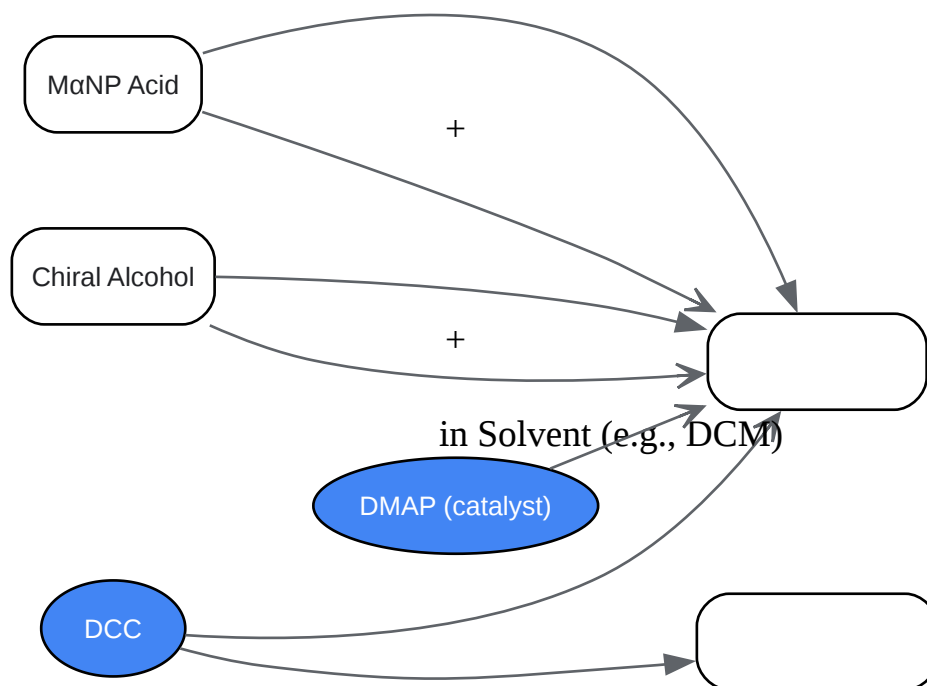 MαNP Acid
+
Chiral Alcohol
+
in Solvent (e.g., DCM)
DMAP (catalyst)
DCC